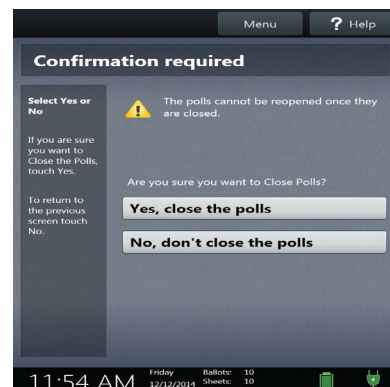 Menu
? Help
Confirmation required
Select Yes or
No
If you are sure
you want to
Close the Polls,
touch Yes.
To return to
the previous
screen touch
No.
The polls cannot be reopened once they
are closed.
Are you sure you want to Close Polls?
Yes, close the polls
No, don't close the polls
11:54 AM
Friday
12/12/2014
Ballots: 10
Sheets: 10